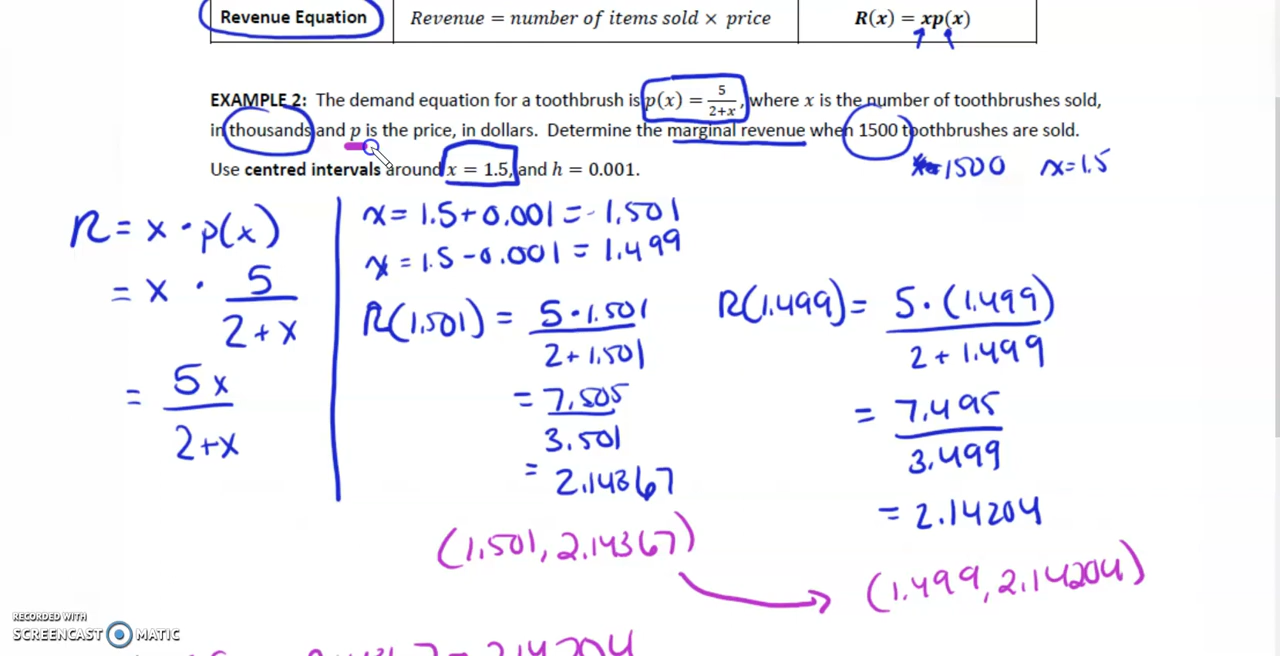 Revenue Equation Revenue = number of items sold × price R(x) = xp(x)
EXAMPLE 2: The demand equation for a toothbrush is p(x) = 5/(2+x), where x is the number of toothbrushes sold,
in thousands and p is the price, in dollars. Determine the marginal revenue when 1500 toothbrushes are sold.
Use centred intervals around x = 1.5, and h = 0.001.
1500 x=1.5
R = x · p(x)
= x · 5/(2+x)
= 5x/(2+x)
x = 1.5+0.001 = 1.501
x = 1.5-0.001 = 1.499
R(1.501) = 5·1.501/(2+1.501)
= 7.505/3.501
= 2.14367
R(1.499) = 5·(1.499)/(2+1.499)
= 7.495/3.499
= 2.14204
(1.501, 2.14367)
(1.499, 2.14204)
RECORDED WITH
SCREENCAST MATIC